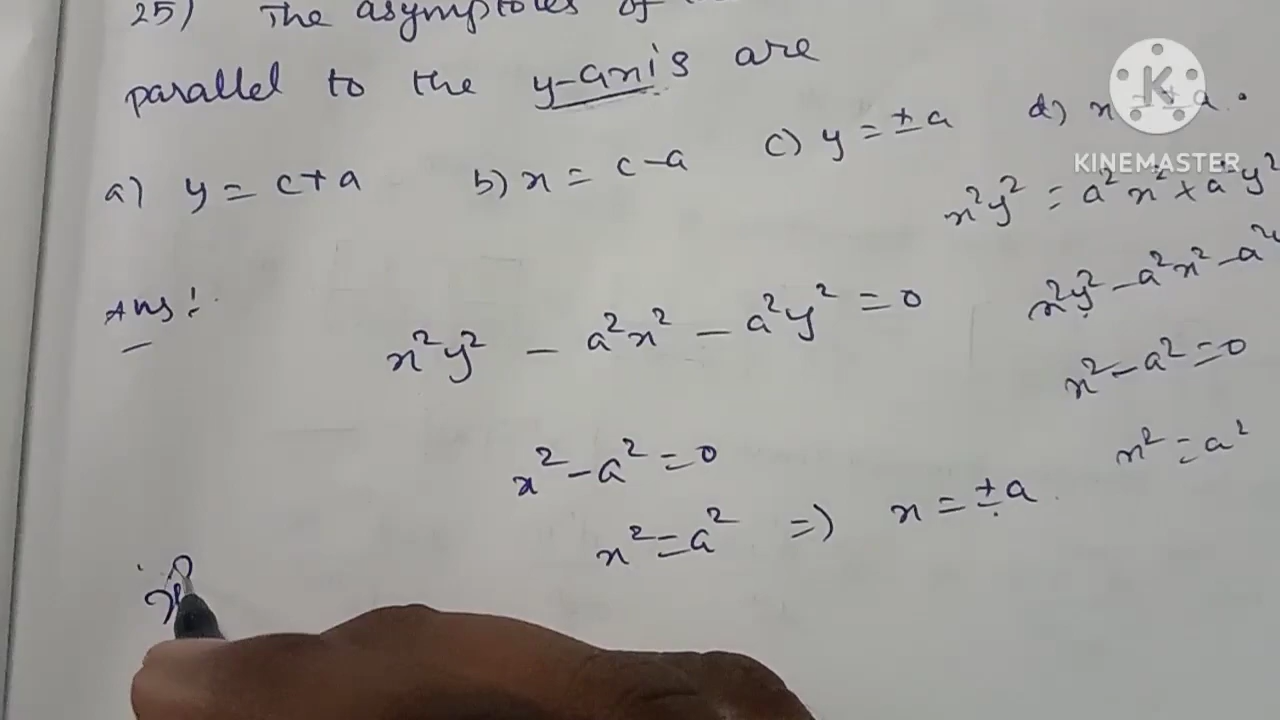 25) The asymptotes of
parallel to the y-axis are
a) y = c+a b) x = c-a c) y = ±a d) x = ±a.
KINEMASTER
x²y² = a²x² + a²y²
Ans:
x²y² - a²x² - a²y² = 0
x²y² - a²x² - a²
x² - a² = 0
x² = a²
x² - a² = 0
x² = a² => x = ±a.